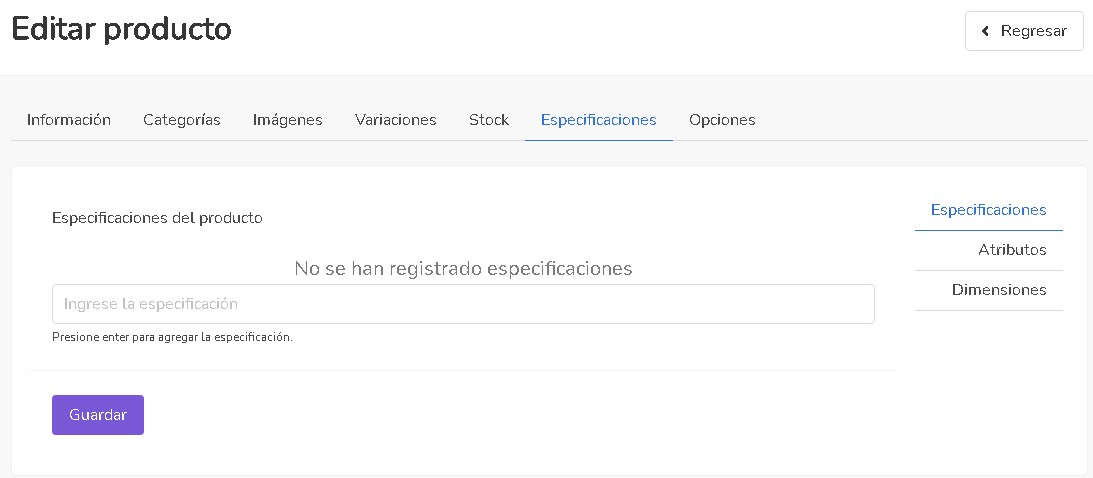 Editar producto
Regresar
Información
Categorías
Imágenes
Variaciones
Stock
Especificaciones
Opciones
Especificaciones del producto
No se han registrado especificaciones
Ingrese la especificación
Presione enter para agregar la especificación.
Guardar
Especificaciones
Atributos
Dimensiones